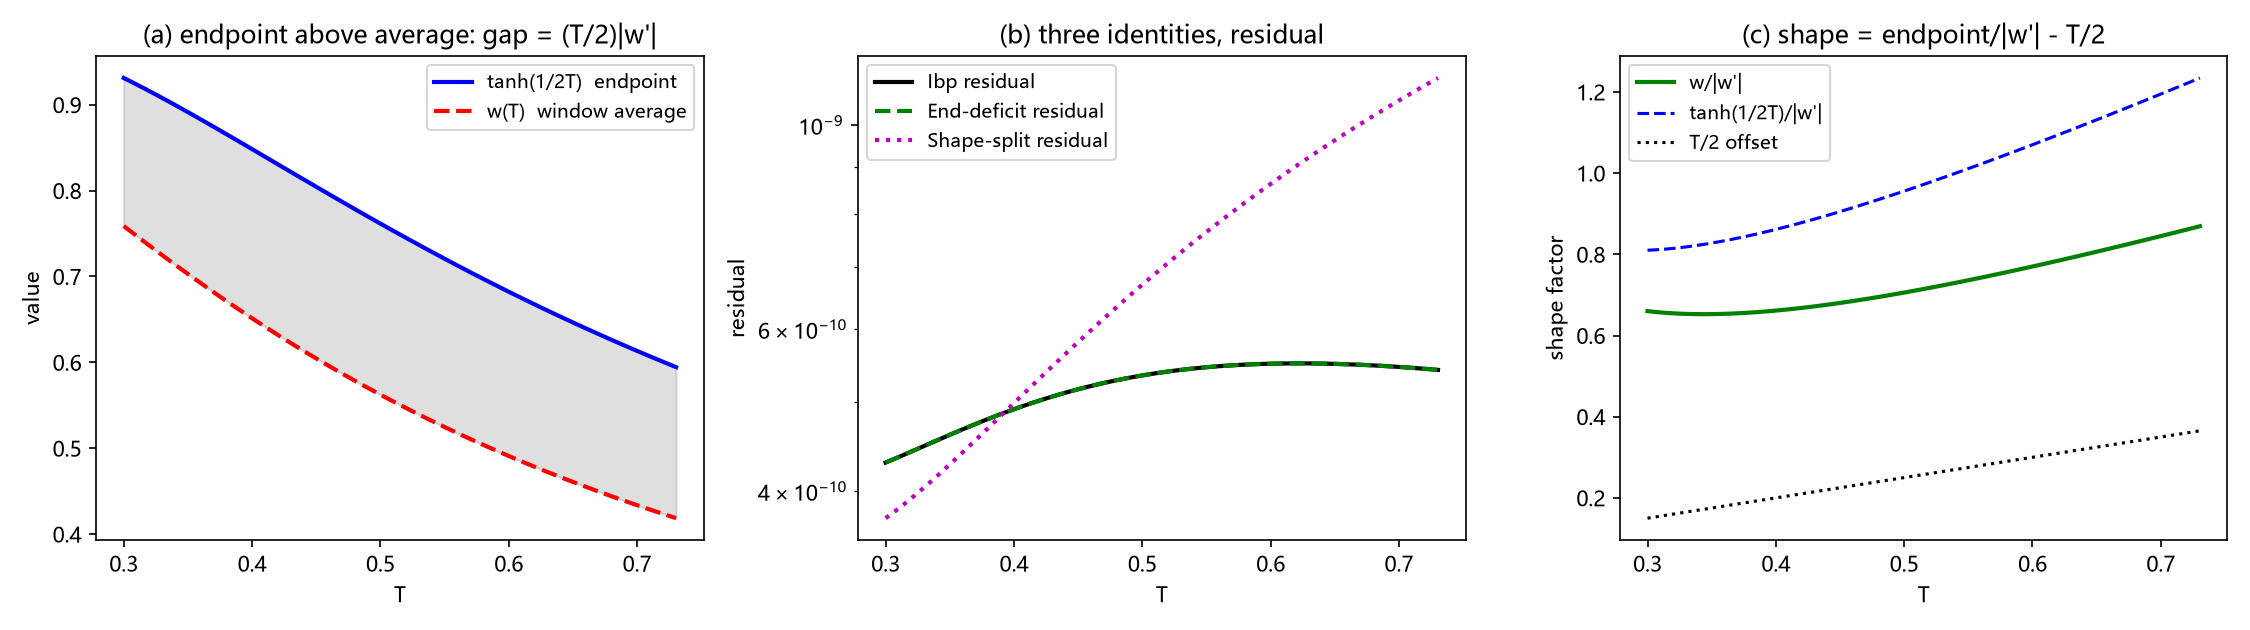 (a) endpoint above average: gap = (T/2)|w'|
tanh(1/2T)  endpoint
w(T)  window average
value
0.9
0.8
0.7
0.6
0.5
0.4
0.3
0.4
0.5
0.6
0.7
T
(b) three identities, residual
Ibp residual
End-deficit residual
Shape-split residual
residual
10⁻⁹
6 × 10⁻¹⁰
4 × 10⁻¹⁰
0.3
0.4
0.5
0.6
0.7
T
(c) shape = endpoint/|w'| - T/2
w/|w'|
tanh(1/2T)/|w'|
T/2 offset
shape factor
1.2
1.0
0.8
0.6
0.4
0.2
0.3
0.4
0.5
0.6
0.7
T